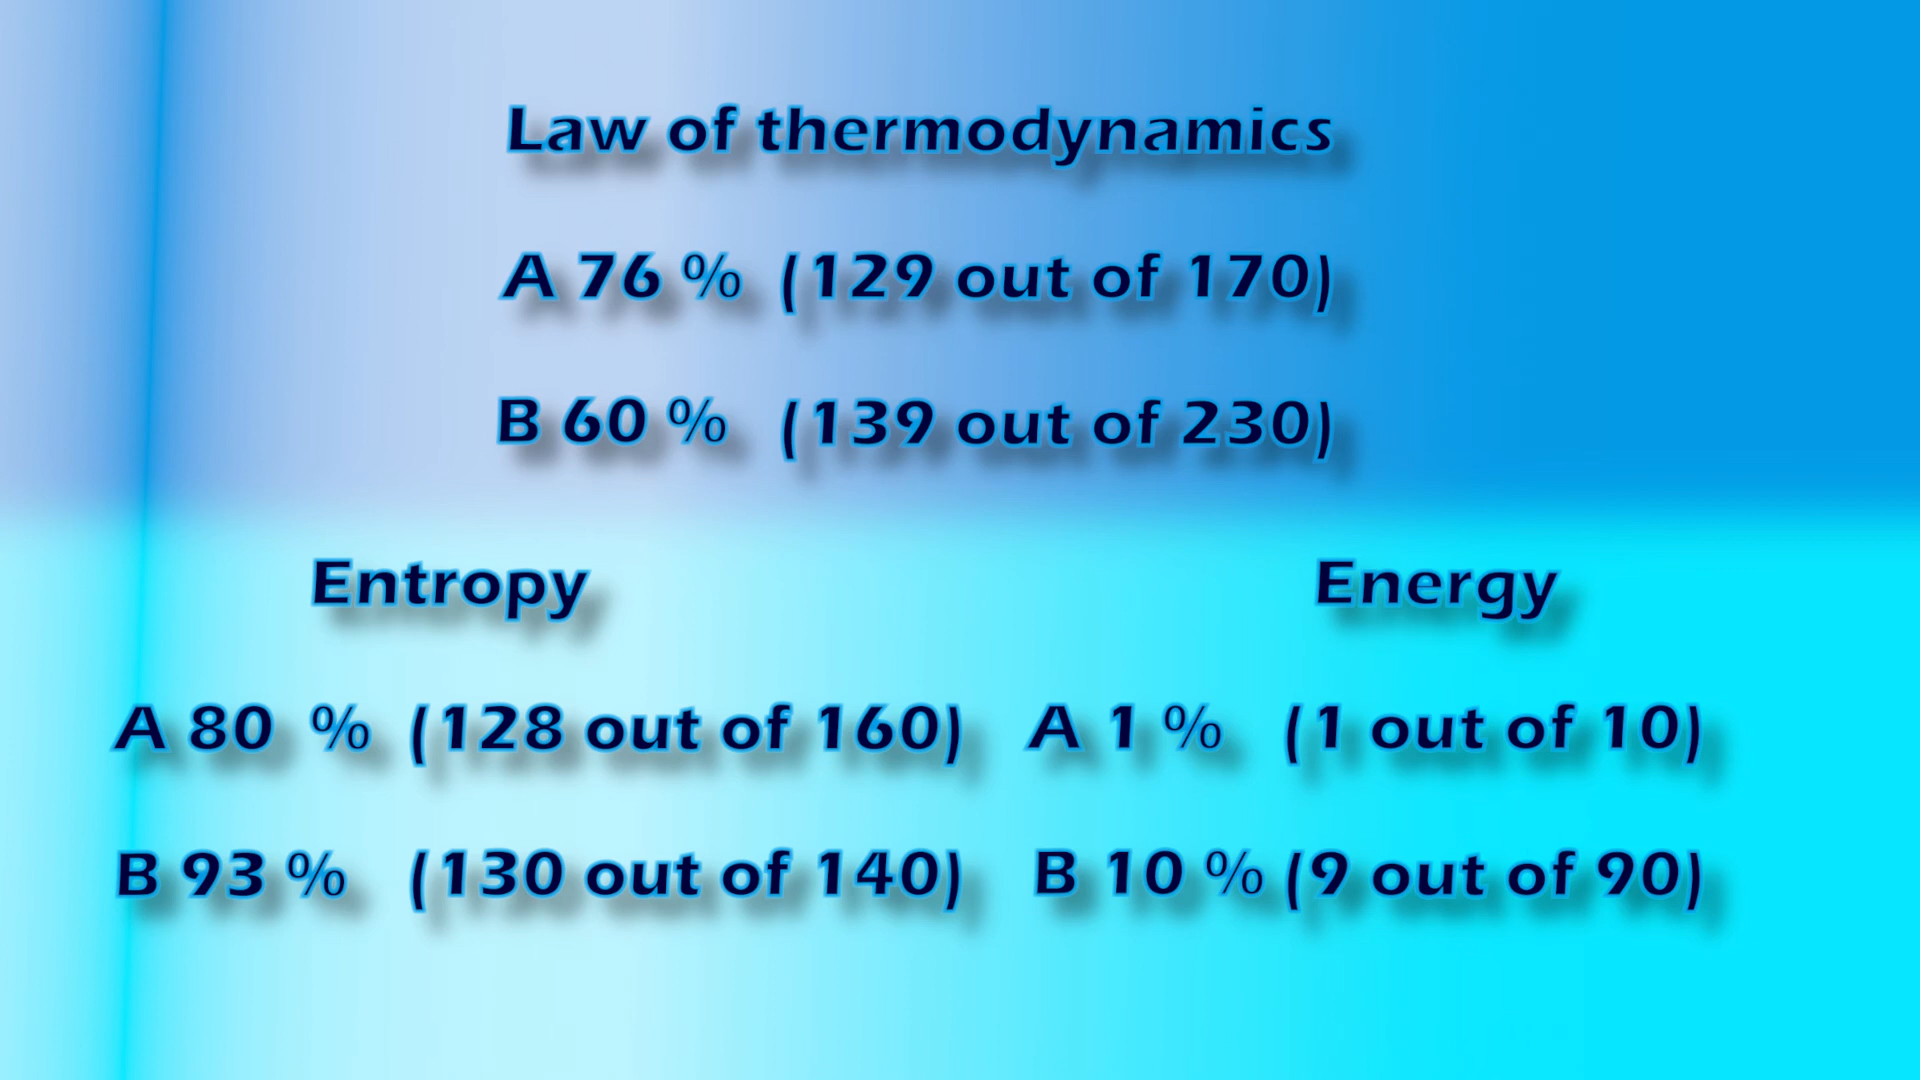 Law of thermodynamics
A 76 % (129 out of 170)
B 60 % (139 out of 230)
Entropy
A 80 % (128 out of 160)
B 93 % (130 out of 140)
Energy
A 1 % (1 out of 10)
B 10 % (9 out of 90)